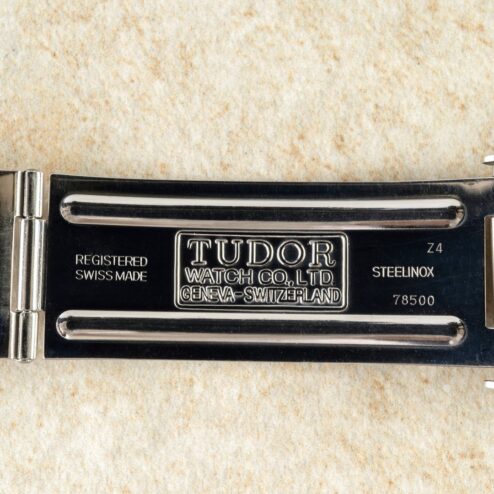 REGISTERED
SWISS MADE
TUDOR
WATCH CO., LTD.
GENEVA-SWITZERLAND
Z4
STEELINOX
78500